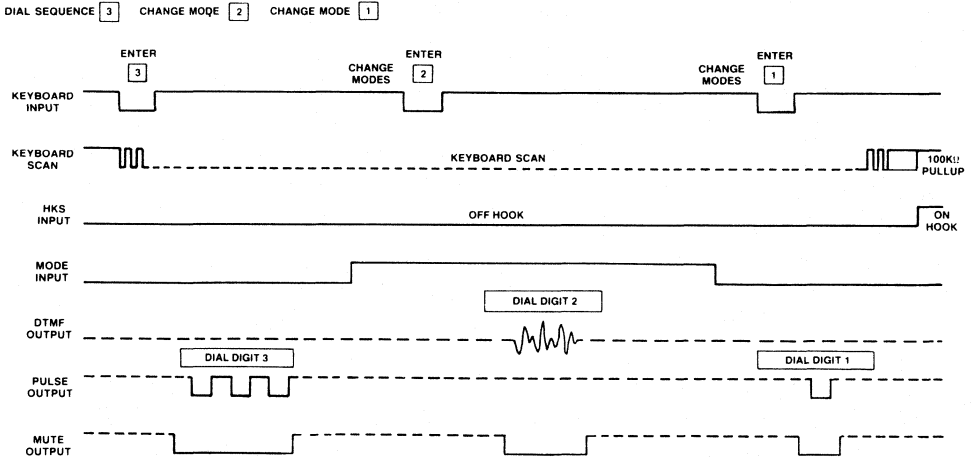 DIAL SEQUENCE 3 CHANGE MODE 2 CHANGE MODE 1
ENTER
3
CHANGE
MODES
ENTER
2
CHANGE
MODES
ENTER
1
KEYBOARD
INPUT
KEYBOARD
SCAN
KEYBOARD SCAN
100KΩ
PULLUP
HKS
INPUT
OFF HOOK
ON
HOOK
MODE
INPUT
DIAL DIGIT 2
DTMF
OUTPUT
DIAL DIGIT 3
DIAL DIGIT 1
PULSE
OUTPUT
MUTE
OUTPUT